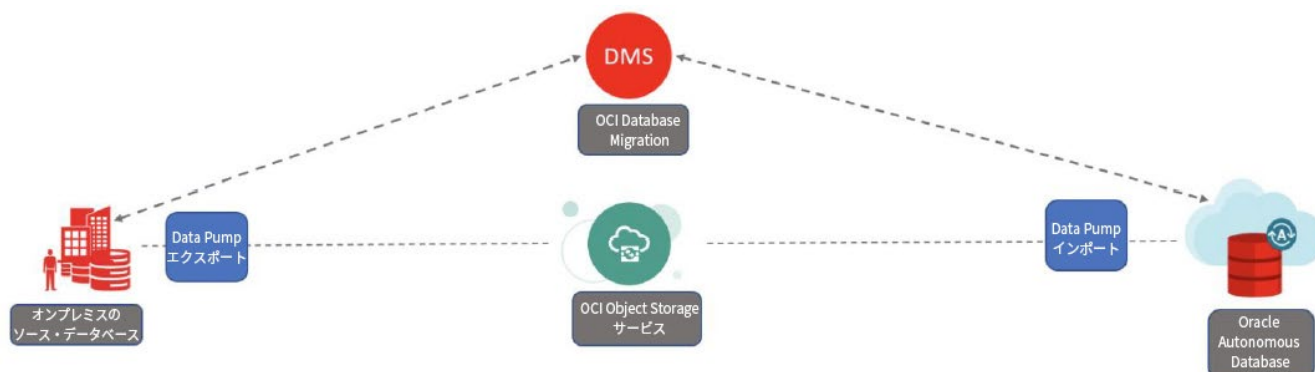 DMS
OCI Database
Migration
Data Pump
エクスポート
Data Pump
インポート
A
オンプレミスの
ソース・データベース
OCI Object Storage
サービス
Oracle
Autonomous
Database